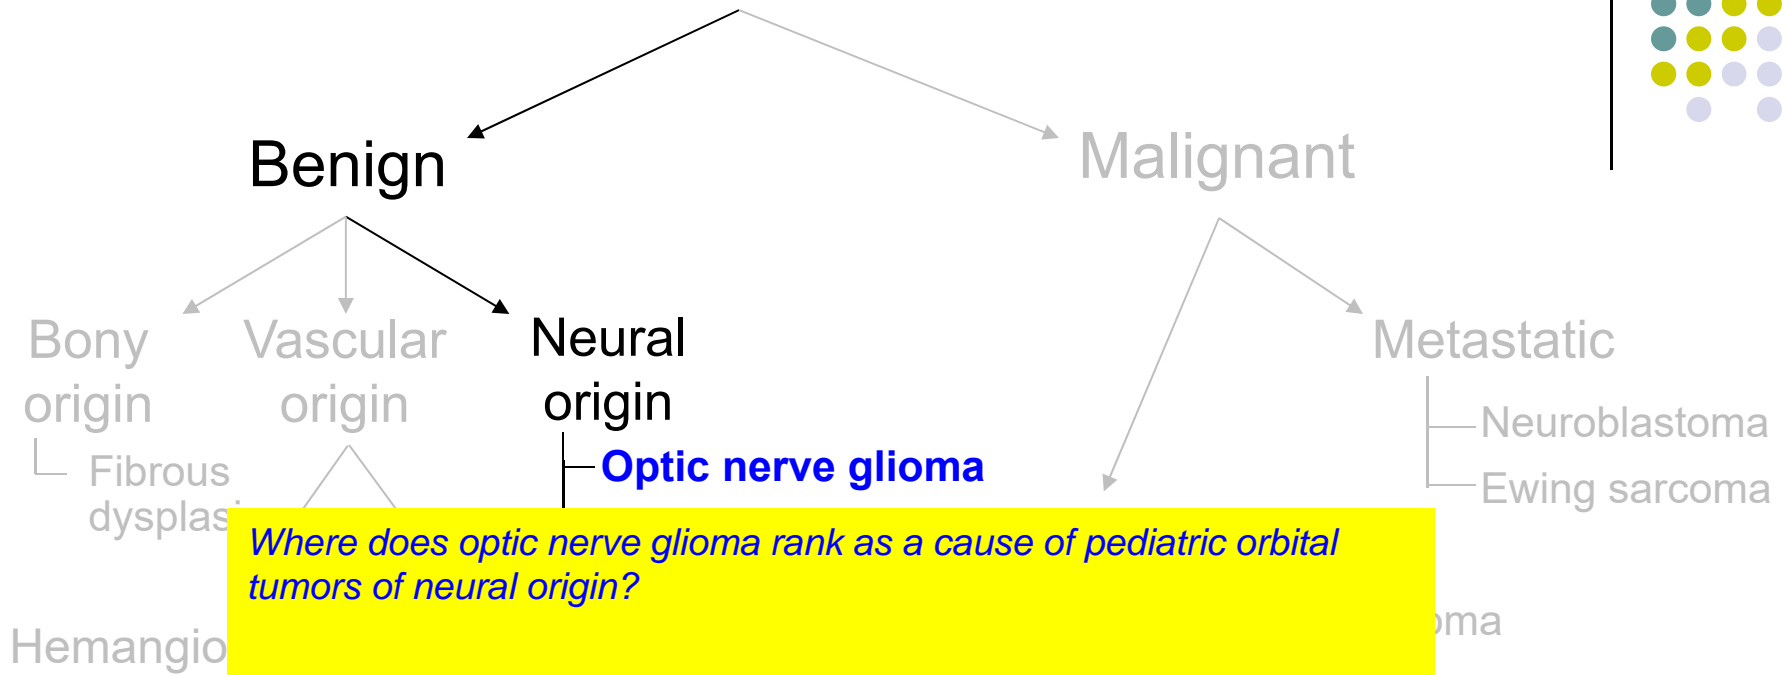 Benign
Malignant
Bony
origin
Vascular
origin
Neural
origin
Metastatic
Neuroblastoma
Ewing sarcoma
Fibrous
Optic nerve glioma
Where does optic nerve glioma rank as a cause of pediatric orbital
tumors of neural origin?